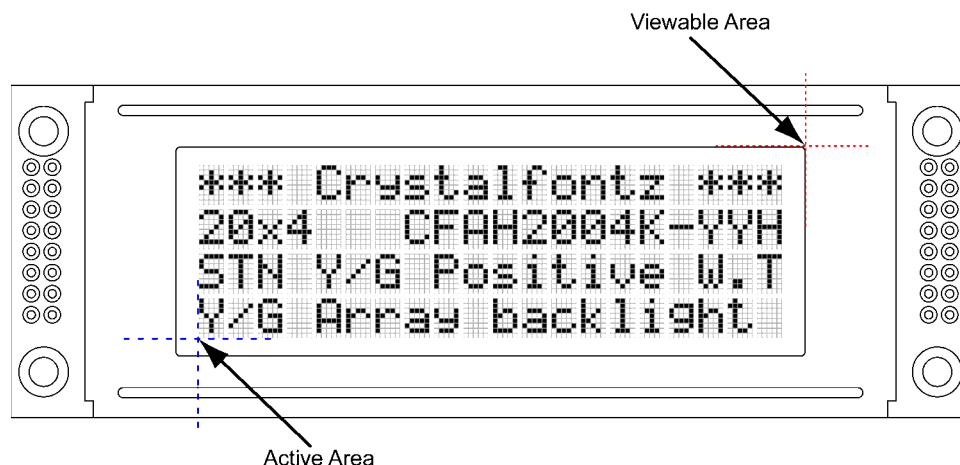 Viewable Area
*** Crystalfontz ***
20x4   CFAH2004K-YYH
STN Y/G Positive W.T
Y/G Array backlight
Active Area